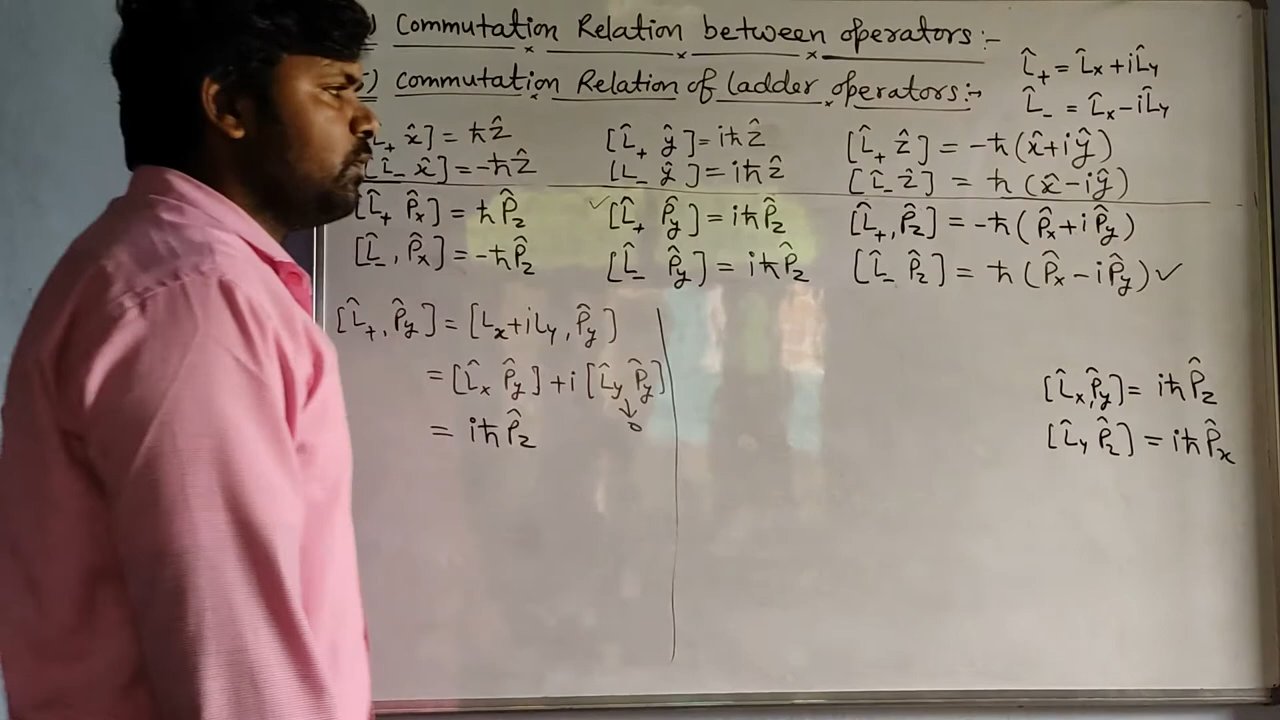 ) Commutation Relation between operators:-
) Commutation Relation of ladder operators:-
L̂₊ = L̂x + iL̂y
L̂₋ = L̂x - iL̂y
L̂₊ x̂] = ħẑ [L̂₊ ŷ] = iħẑ [L̂₊ ẑ] = -ħ(x̂+iŷ)
[L̂₋ x̂] = -ħẑ [L₋ ŷ] = iħẑ [L̂₋ ẑ] = ħ(x̂-iŷ)
[L̂₊ P̂x] = ħP̂z ✓[L̂₊ P̂y] = iħP̂z [L̂₊, P̂z] = -ħ(P̂x+iP̂y)
[L̂₋, P̂x] = -ħP̂z [L̂₋ P̂y] = iħP̂z [L̂₋ P̂z] = ħ(P̂x-iP̂y) ✓
[L̂₊, P̂y] = [Lx+iLy, P̂y]
= [L̂x P̂y] + i[L̂y P̂y]
↓
0
= iħP̂z
[L̂x, P̂y] = iħP̂z
[L̂y P̂z] = iħP̂x